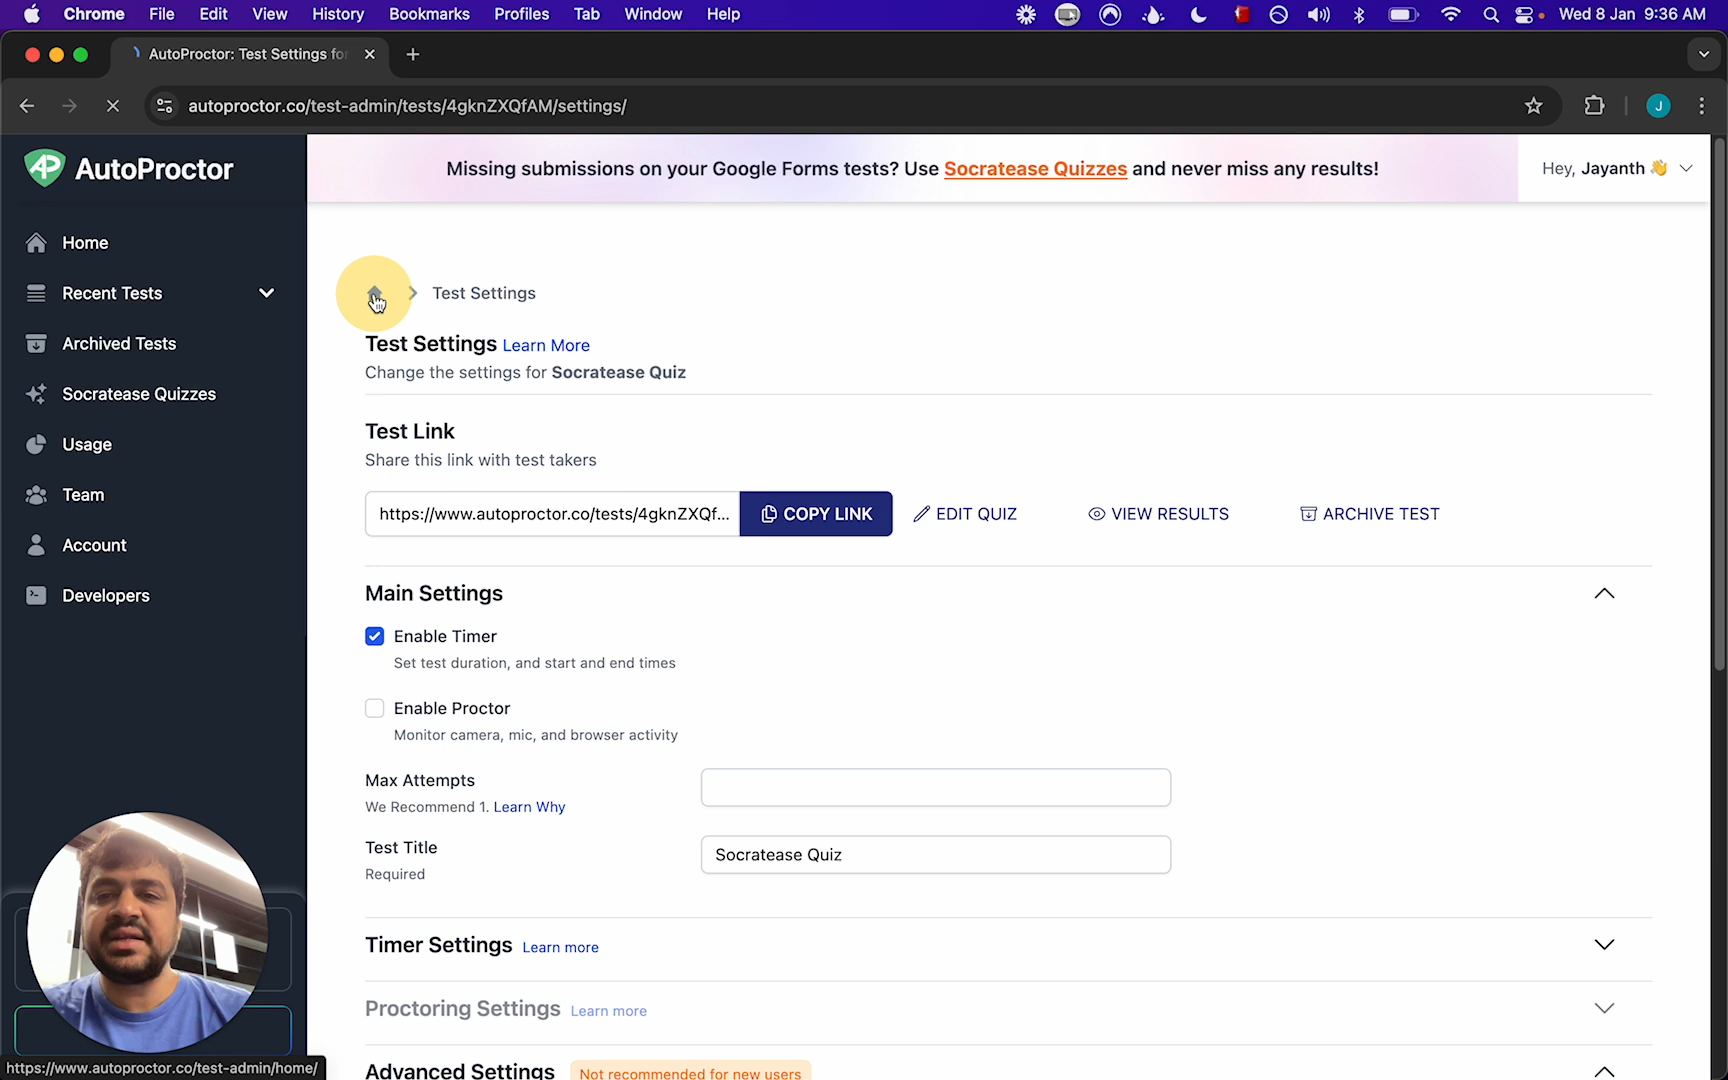 Chrome File Edit View History Bookmarks Profiles Tab Window Help Wed 8 Jan 9:36 AM
AutoProctor: Test Settings for
autoproctor.co/test-admin/tests/4gknZXQfAM/settings/ J
AP AutoProctor
Missing submissions on your Google Forms tests? Use Socratease Quizzes and never miss any results!
Hey, Jayanth 👋
Home
Recent Tests
Archived Tests
Socratease Quizzes
Usage
Team
Account
Developers
Test Settings
Test Settings Learn More
Change the settings for Socratease Quiz
Test Link
Share this link with test takers
https://www.autoproctor.co/tests/4gknZXQf... COPY LINK EDIT QUIZ VIEW RESULTS ARCHIVE TEST
Main Settings
Enable Timer
Set test duration, and start and end times
Enable Proctor
Monitor camera, mic, and browser activity
Max Attempts
We Recommend 1. Learn Why
Test Title
Socratease Quiz
Required
Timer Settings Learn more
Proctoring Settings Learn more
Advanced Settings Not recommended for new users
https://www.autoproctor.co/test-admin/home/